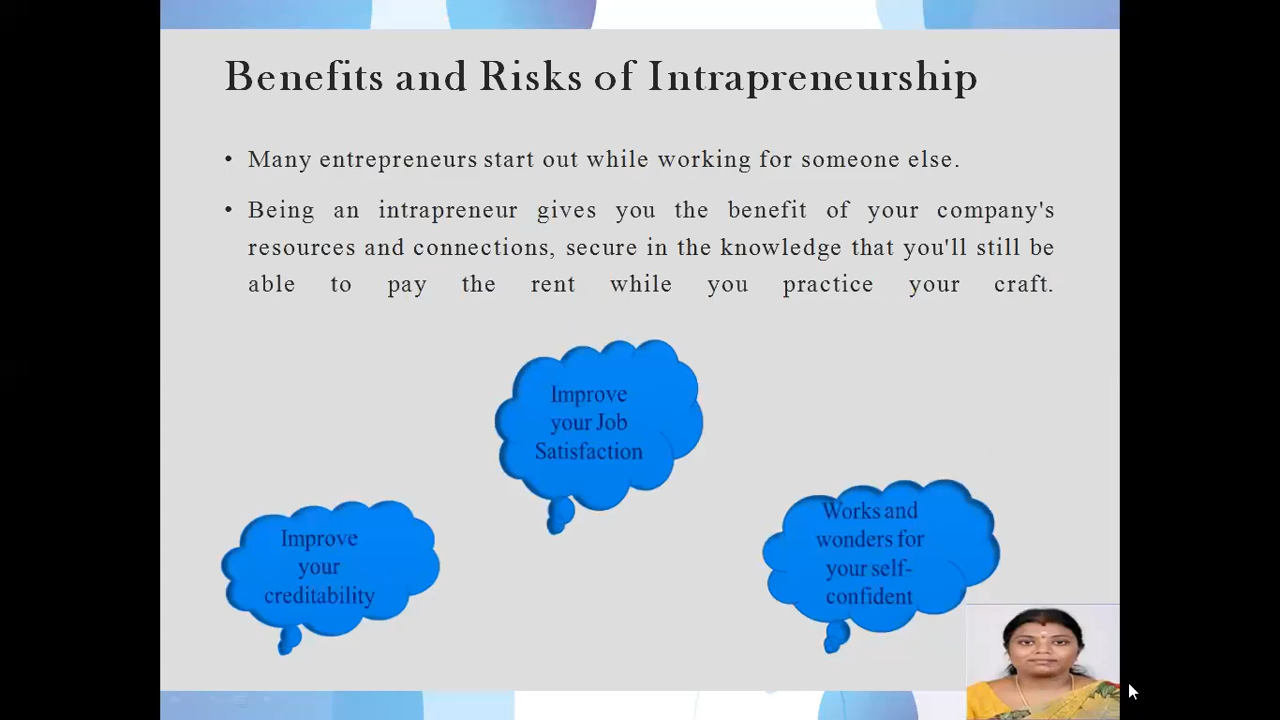 Benefits and Risks of Intrapreneurship
• Many entrepreneurs start out while working for someone else.
• Being an intrapreneur gives you the benefit of your company's
resources and connections, secure in the knowledge that you'll still be
able to pay the rent while you practice your craft.
Improve
your Job
Satisfaction
Improve
your
creditability
Works and
wonders for
your self-
confident